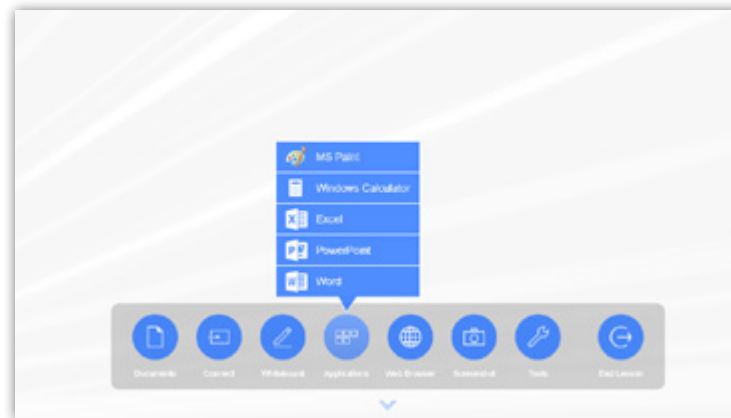 MS Paint
Windows Calculator
Excel
PowerPoint
Word
Documents Connect Whiteboard Applications Web Browser Screenshot Tools End Lesson